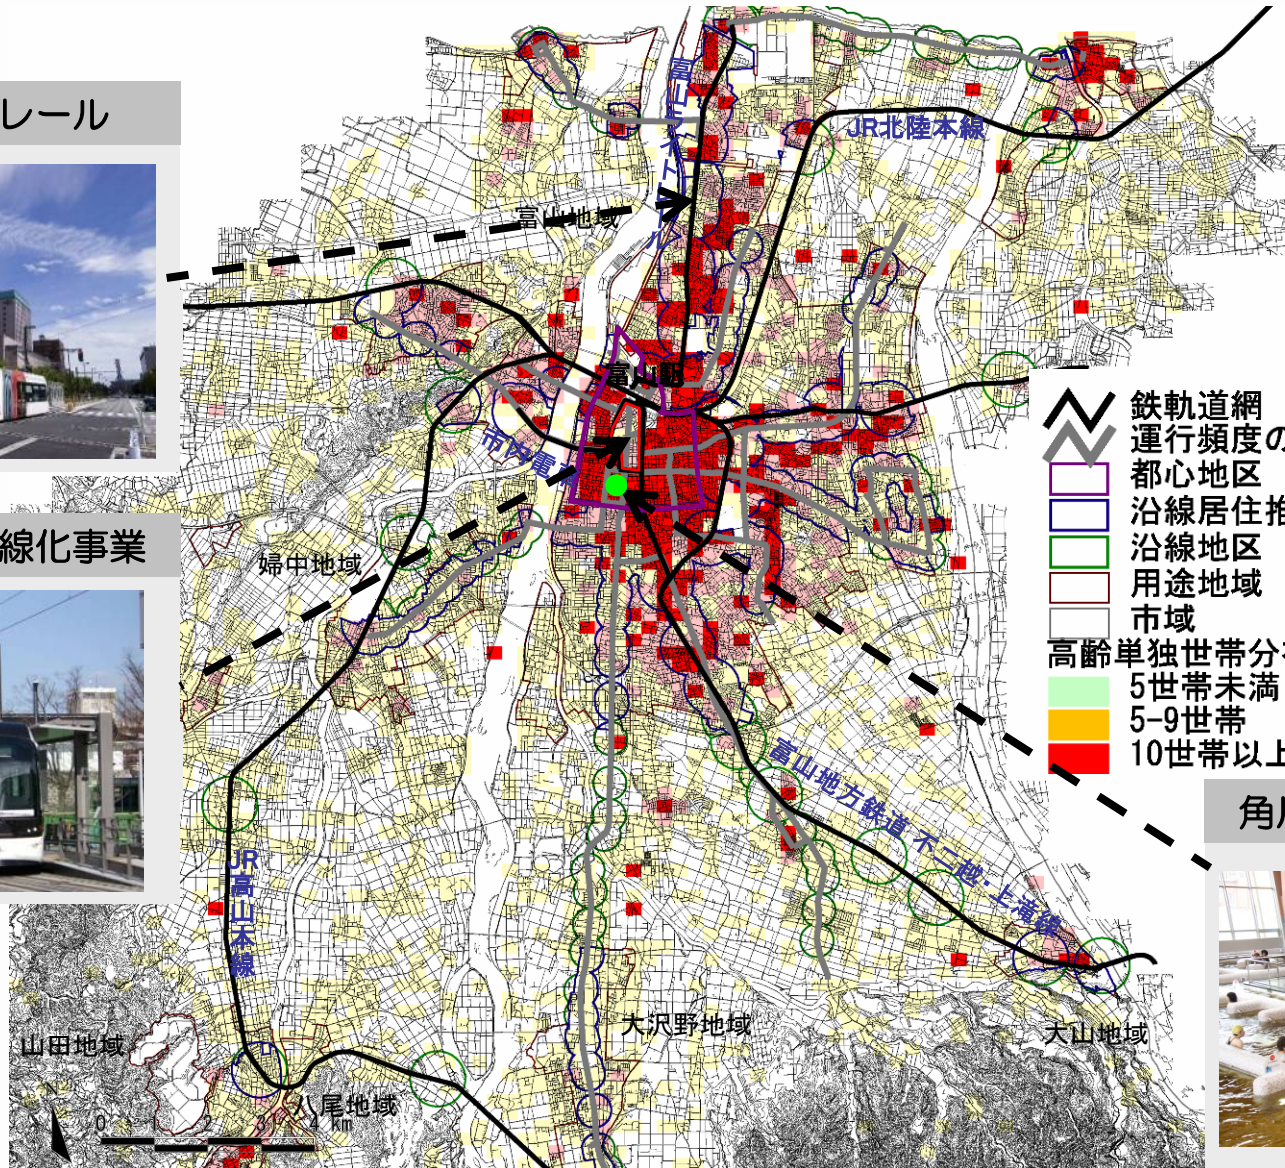 レール
富山ライトレール
JR北陸本線
富山地域
富山駅
市内電
線化事業
婦中地域
鉄軌道網
運行頻度の
都心地区
沿線居住推
沿線地区
用途地域
市域
高齢単独世帯分
5世帯未満
5-9世帯
10世帯以上
富山地方鉄道 不二越・上滝線
角
JR高山本線
大沢野地域
大山地域
山田地域
八尾地域
N
0 1 2 3 4 km